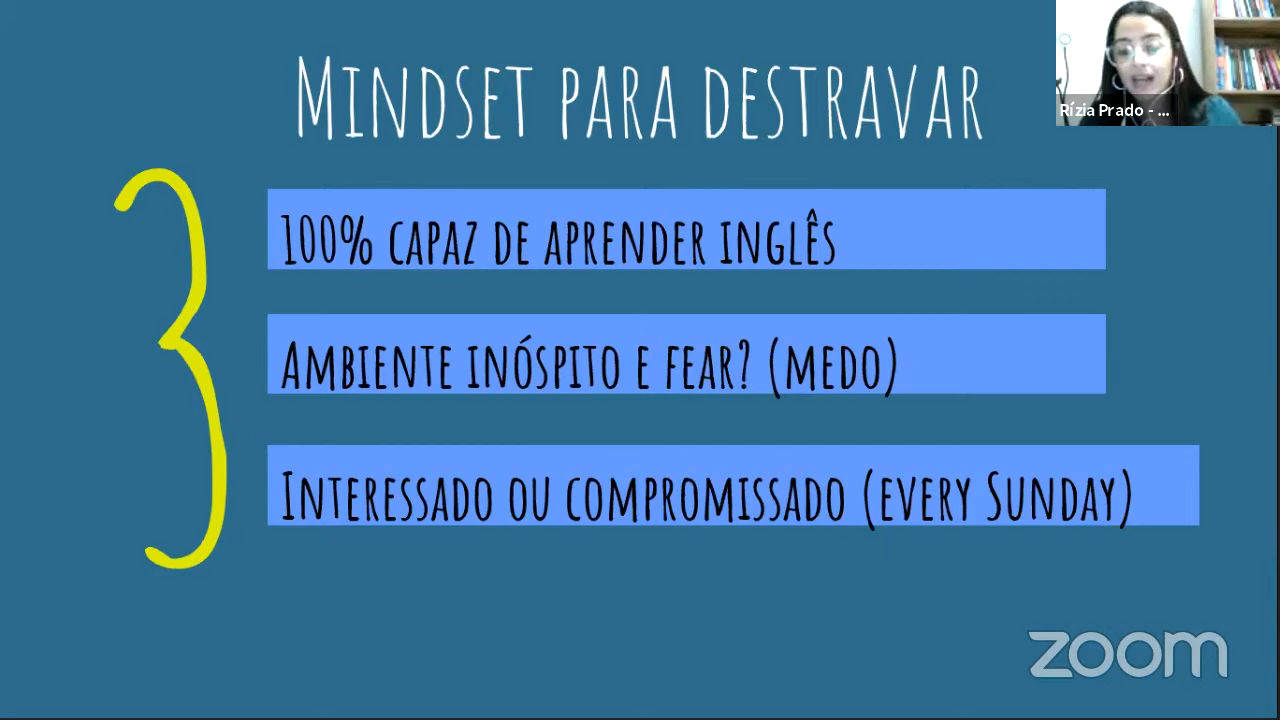 Mindset para destravar
Rízia Prado - ...
3
100% capaz de aprender inglês
Ambiente inóspito e fear? (medo)
Interessado ou compromissado (every Sunday)
zoom